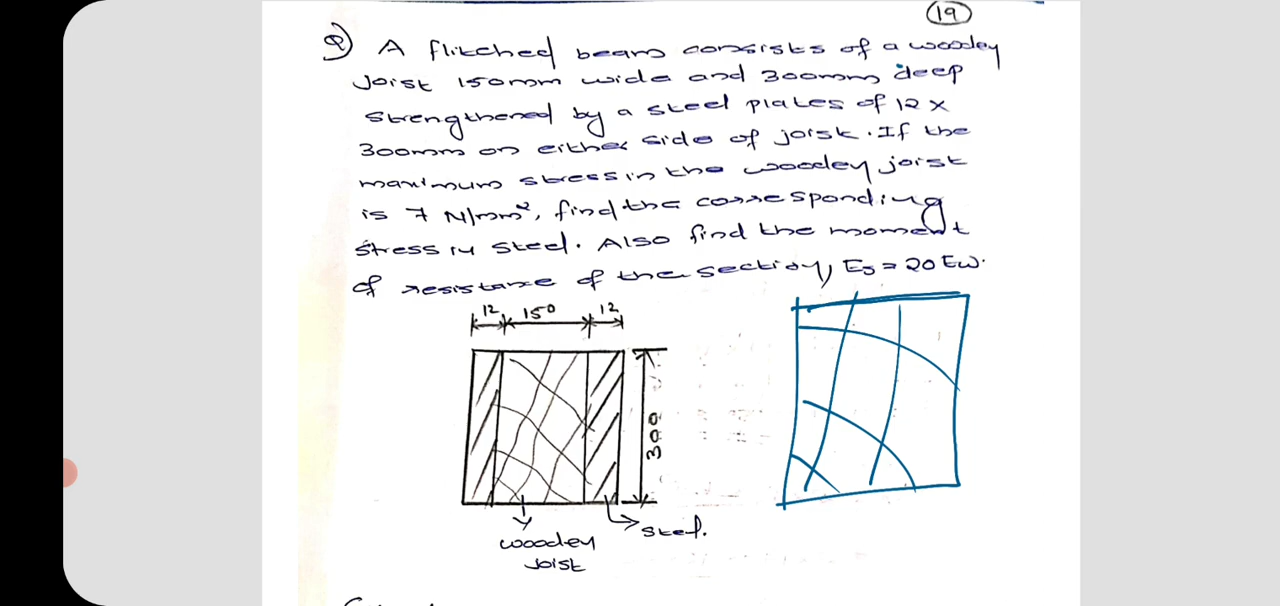 19
Q) A flitched beam consists of a wooden
Joist 150mm wide and 300mm deep
strengthened by a steel plates of 12 x
300mm on either side of joist. If the
maximum stress in the wooden joist
is 7 N/mm², find the corresponding
stress in steel. Also find the moment
of resistance of the section, Es = 20 Ew.
12 150 12
300
steel.
wooden
Joist